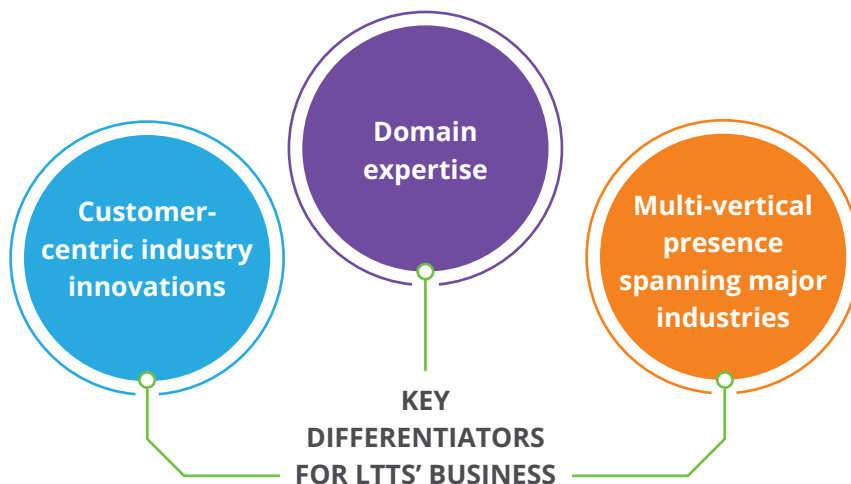 Customer-
centric industry
innovations
Domain
expertise
Multi-vertical
presence
spanning major
industries
KEY
DIFFERENTIATORS
FOR LTTS’ BUSINESS